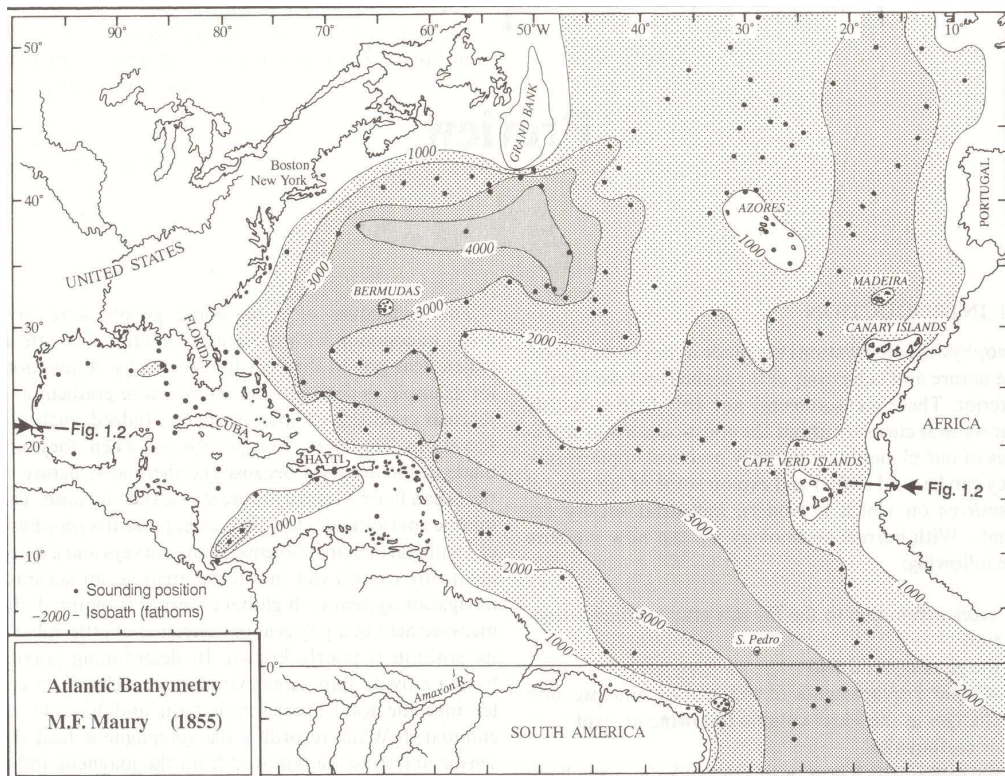 90° 80° 70° 60° 50°W 40° 30° 20° 10°
50°
40°
30°
20°
10°
0°
GRAND BANK
1000
Boston
New York
UNITED STATES
3000
4000
AZORES
1000
PORTUGAL
BERMUDAS
3000
MADEIRA
FLORIDA
2000
CANARY ISLANDS
AFRICA
Fig. 1.2
CUBA
HAYTI
CAPE VERD ISLANDS
Fig. 1.2
1000
3000
2000
1000
• Sounding position
–2000– Isobath (fathoms)
3000
1000
S. Pedro
2000
Atlantic Bathymetry
M.F. Maury (1855)
Amaxon R.
SOUTH AMERICA